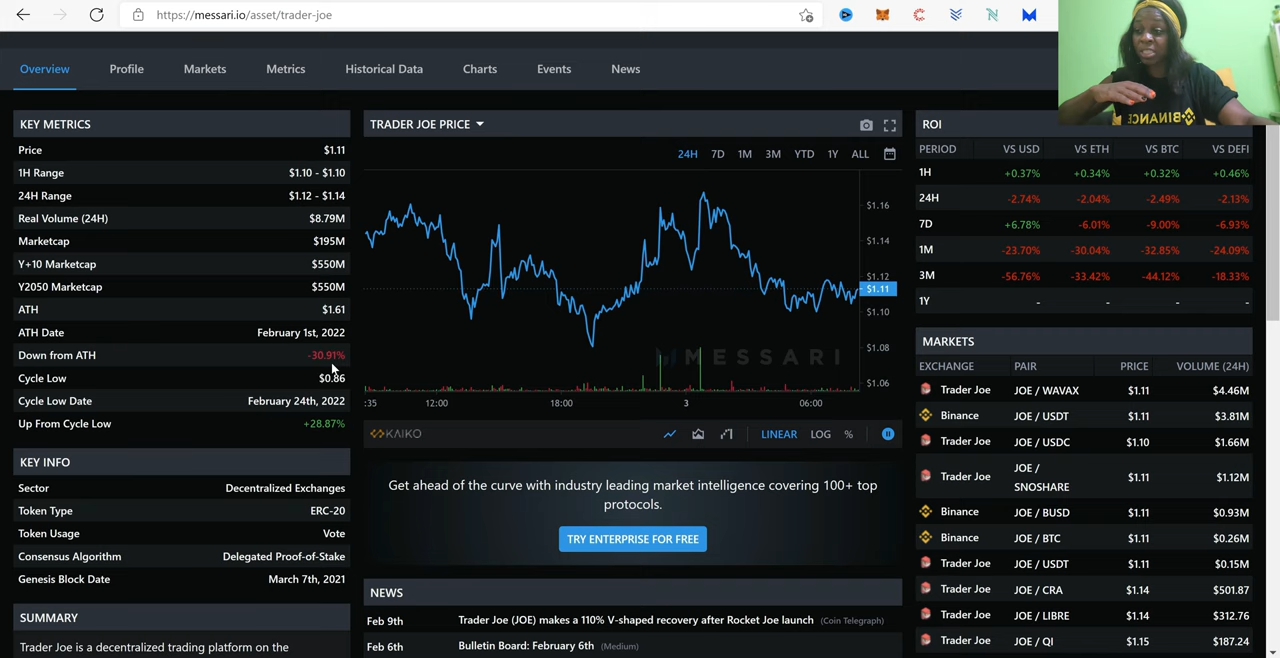 https://messari.io/asset/trader-joe
Overview Profile Markets Metrics Historical Data Charts Events News
KEY METRICS
Price $1.11
1H Range $1.10 - $1.10
24H Range $1.12 - $1.14
Real Volume (24H) $8.79M
Marketcap $195M
Y+10 Marketcap $550M
Y2050 Marketcap $550M
ATH $1.61
ATH Date February 1st, 2022
Down from ATH -30.91%
Cycle Low $0.86
Cycle Low Date February 24th, 2022
Up From Cycle Low +28.87%
KEY INFO
Sector Decentralized Exchanges
Token Type ERC-20
Token Usage Vote
Consensus Algorithm Delegated Proof-of-Stake
Genesis Block Date March 7th, 2021
SUMMARY
Trader Joe is a decentralized trading platform on the
TRADER JOE PRICE
24H 7D 1M 3M YTD 1Y ALL
$1.16
$1.14
$1.12
$1.11
$1.10
$1.08
$1.06
MESSARI
:35 12:00 18:00 3 06:00
KAIKO LINEAR LOG %
Get ahead of the curve with industry leading market intelligence covering 100+ top
protocols.
TRY ENTERPRISE FOR FREE
NEWS
Feb 9th Trader Joe (JOE) makes a 110% V-shaped recovery after Rocket Joe launch (Coin Telegraph)
Feb 6th Bulletin Board: February 6th (Medium)
BINANCE
ROI
PERIOD VS USD VS ETH VS BTC VS DEFI
1H +0.37% +0.34% +0.32% +0.46%
24H -2.74% -2.04% -2.49% -2.13%
7D +6.78% -6.01% -9.00% -6.93%
1M -23.70% -30.04% -32.85% -24.09%
3M -56.76% -33.42% -44.12% -18.33%
1Y - - - -
MARKETS
EXCHANGE PAIR PRICE VOLUME (24H)
Trader Joe JOE / WAVAX $1.11 $4.46M
Binance JOE / USDT $1.11 $3.81M
Trader Joe JOE / USDC $1.10 $1.66M
Trader Joe JOE / SNOSHARE $1.11 $1.12M
Binance JOE / BUSD $1.11 $0.93M
Binance JOE / BTC $1.11 $0.26M
Trader Joe JOE / USDT $1.11 $0.15M
Trader Joe JOE / CRA $1.14 $501.87
Trader Joe JOE / LIBRE $1.14 $312.76
Trader Joe JOE / QI $1.15 $187.24